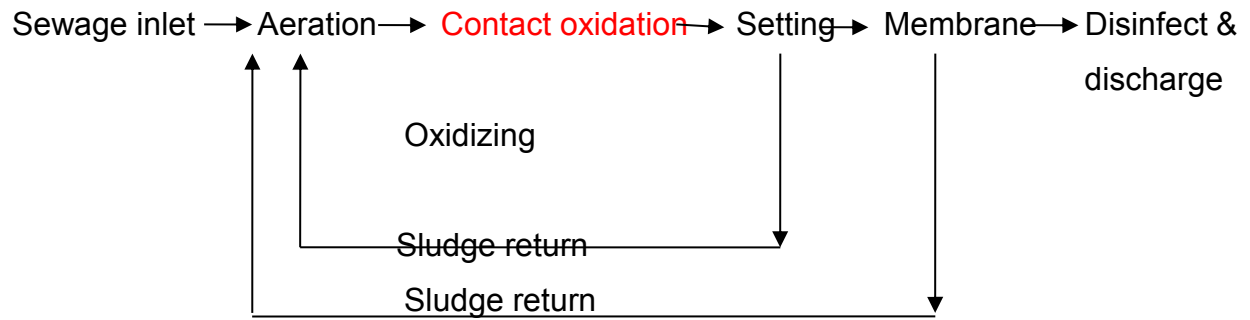 Sewage inlet Aeration Contact oxidation Setting Membrane Disinfect &
discharge
Oxidizing
Sludge return
Sludge return